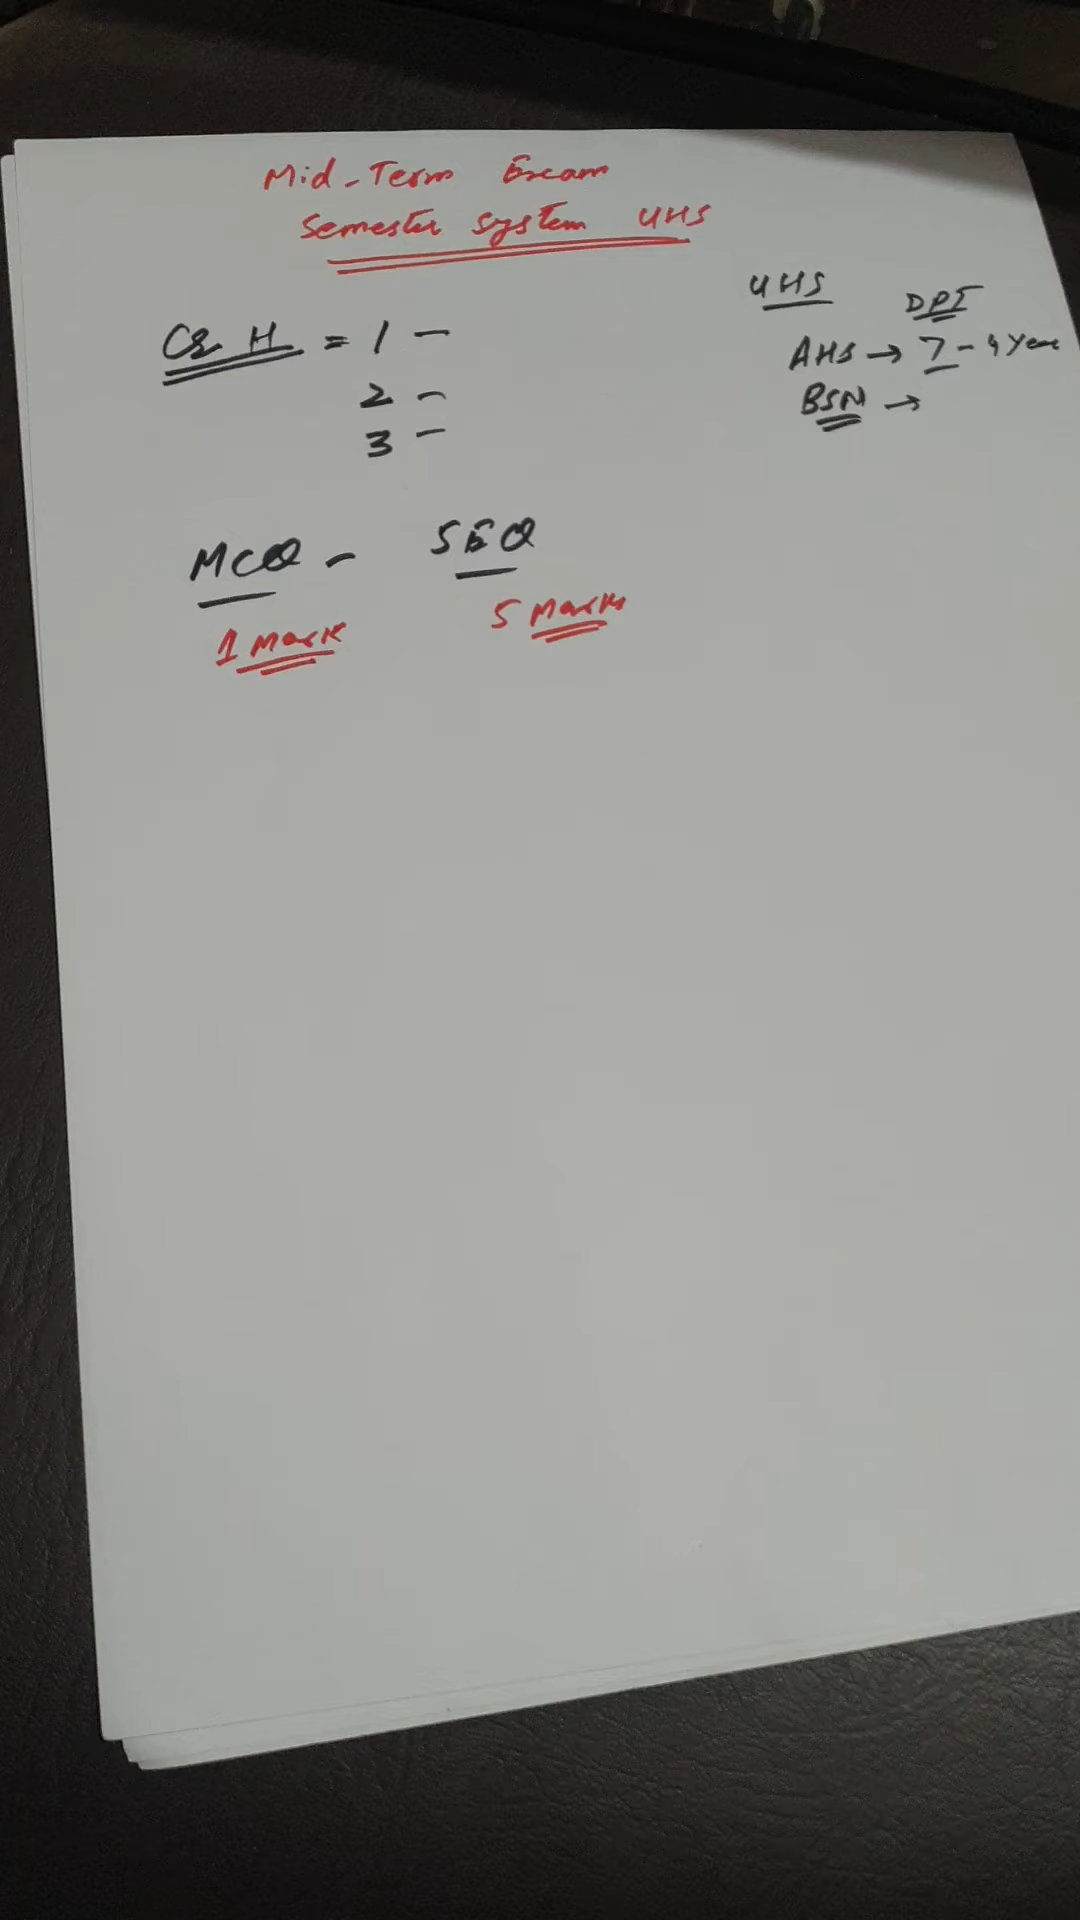 Mid-Term Exam
Semester system UHS
UHS DPT
Cr H = 1 -
AHS → 7 - 4 Year
2 -
BSN →
3 -
MCQ - SEQ
1 Mark 5 Marks